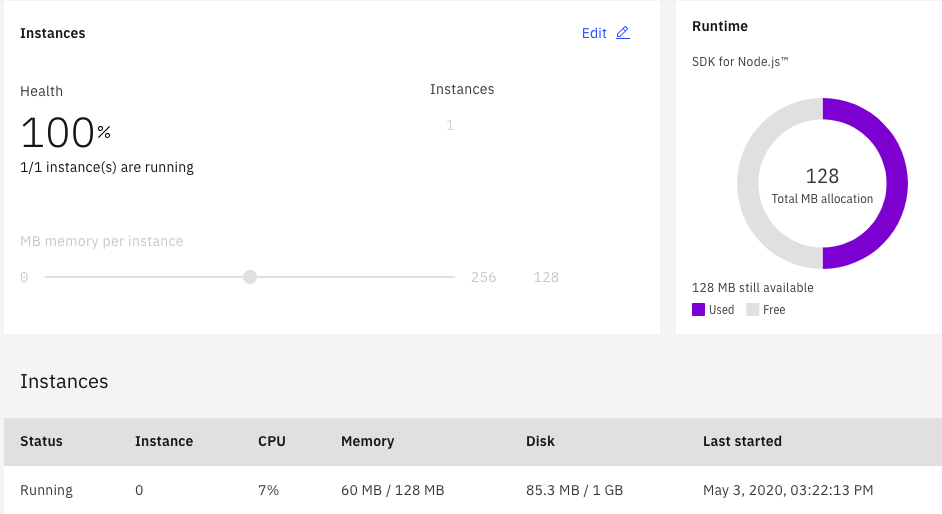 Instances
Edit
Health
Instances
100%
1
1/1 instance(s) are running
MB memory per instance
0 256 128
Runtime
SDK for Node.js™
128
Total MB allocation
128 MB still available
Used Free
Instances
Status Instance CPU Memory Disk Last started
Running 0 7% 60 MB / 128 MB 85.3 MB / 1 GB May 3, 2020, 03:22:13 PM